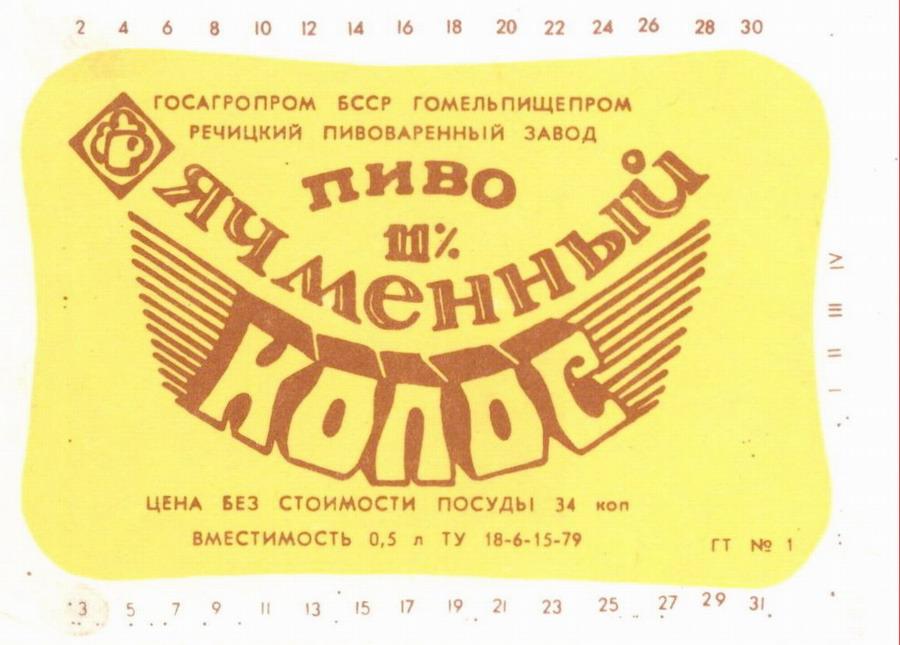 2 4 6 8 10 12 14 16 18 20 22 24 26 28 30
ГОСАГРОПРОМ БССР ГОМЕЛЬПИЩЕПРОМ
РЕЧИЦКИЙ ПИВОВАРЕННЫЙ ЗАВОД
ПИВО
11%
ЯЧМЕННЫЙ
КОЛОС
ЦЕНА БЕЗ СТОИМОСТИ ПОСУДЫ 34 коп
ВМЕСТИМОСТЬ 0,5 л ТУ 18-6-15-79
ГТ № 1
I II III IV
3 5 7 9 11 13 15 17 19 21 23 25 27 29 31